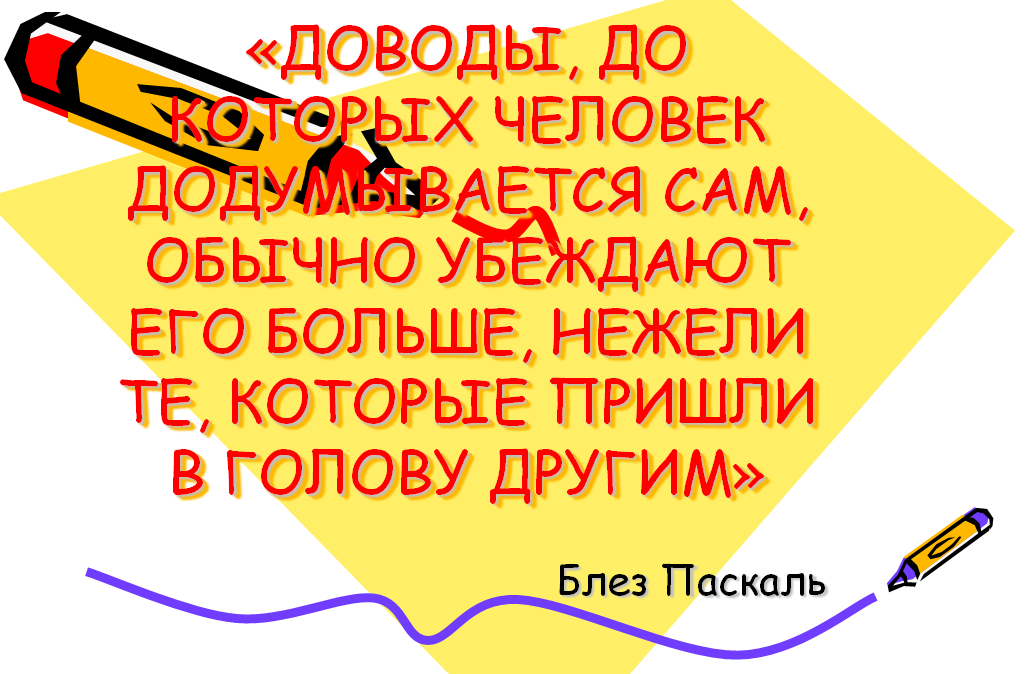 «ДОВОДЫ, ДО
КОТОРЫХ ЧЕЛОВЕК
ДОДУМЫВАЕТСЯ САМ,
ОБЫЧНО УБЕЖДАЮТ
ЕГО БОЛЬШЕ, НЕЖЕЛИ
ТЕ, КОТОРЫЕ ПРИШЛИ
В ГОЛОВУ ДРУГИМ»
Блез Паскаль